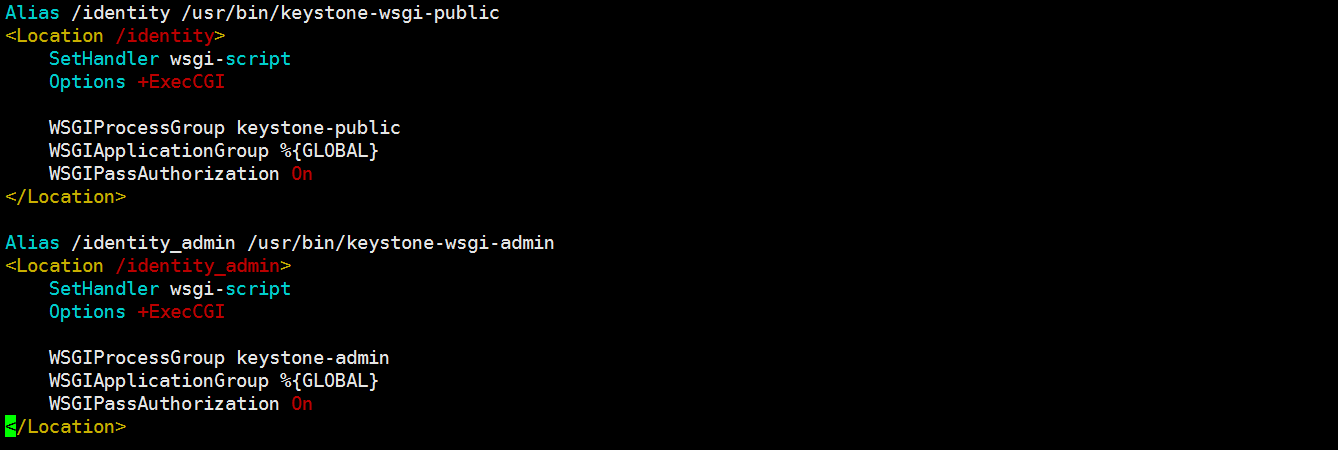 Alias /identity /usr/bin/keystone-wsgi-public
<Location /identity>
    SetHandler wsgi-script
    Options +ExecCGI

    WSGIProcessGroup keystone-public
    WSGIApplicationGroup %{GLOBAL}
    WSGIPassAuthorization On
</Location>

Alias /identity_admin /usr/bin/keystone-wsgi-admin
<Location /identity_admin>
    SetHandler wsgi-script
    Options +ExecCGI

    WSGIProcessGroup keystone-admin
    WSGIApplicationGroup %{GLOBAL}
    WSGIPassAuthorization On
</Location>